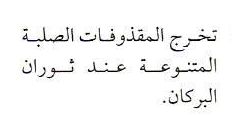 تخرج المقذوفات الصلبة
المتنوعة عند ثوران
البركان.